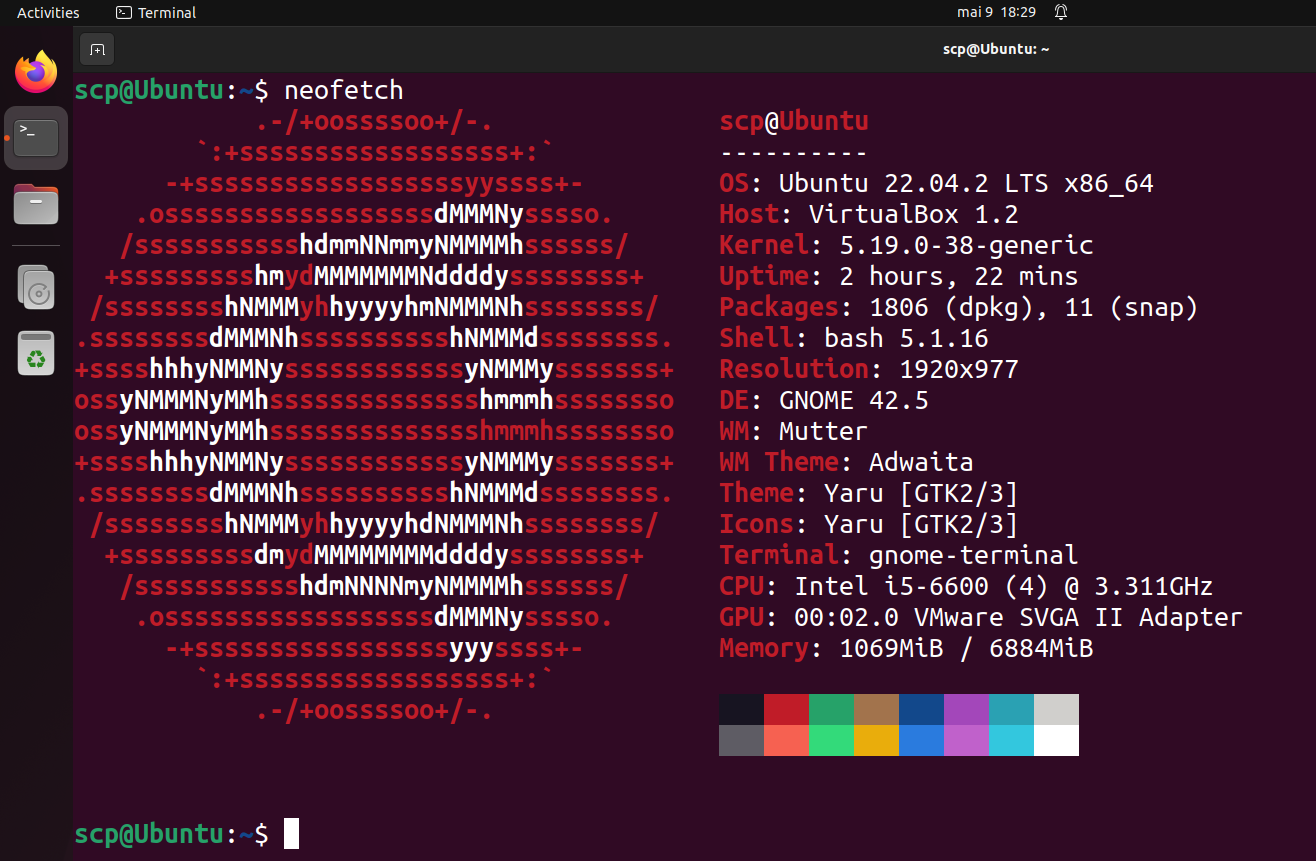 Activities Terminal mai 9 18:29
scp@Ubuntu: ~
scp@Ubuntu:~$ neofetch
.-/+oossssoo+/-.
`:+ssssssssssssssssss+:`
-+ssssssssssssssssssyyssss+-
.ossssssssssssssssssdMMMNysssso.
/ssssssssssshdmmNNmmyNMMMMhssssss/
+ssssssssshmydMMMMMMMNddddyssssssss+
/sssssssshNMMMyhhyyyyhmNMMMNhssssssss/
.ssssssssdMMMNhsssssssssshNMMMdssssssss.
+sssshhhyNMMNyssssssssssssyNMMMysssssss+
ossyNMMMNyMMhsssssssssssssshmmmhssssssso
ossyNMMMNyMMhsssssssssssssshmmmhssssssso
+sssshhhyNMMNyssssssssssssyNMMMysssssss+
.ssssssssdMMMNhsssssssssshNMMMdssssssss.
/sssssssshNMMMyhhyyyyhdNMMMNhssssssss/
+sssssssssdmydMMMMMMMMddddyssssssss+
/ssssssssssshdmNNNNmyNMMMMhssssss/
.ossssssssssssssssssdMMMNysssso.
-+sssssssssssssssssyyyssss+-
`:+ssssssssssssssssss+:`
.-/+oossssoo+/-.
scp@Ubuntu
----------
OS: Ubuntu 22.04.2 LTS x86_64
Host: VirtualBox 1.2
Kernel: 5.19.0-38-generic
Uptime: 2 hours, 22 mins
Packages: 1806 (dpkg), 11 (snap)
Shell: bash 5.1.16
Resolution: 1920x977
DE: GNOME 42.5
WM: Mutter
WM Theme: Adwaita
Theme: Yaru [GTK2/3]
Icons: Yaru [GTK2/3]
Terminal: gnome-terminal
CPU: Intel i5-6600 (4) @ 3.311GHz
GPU: 00:02.0 VMware SVGA II Adapter
Memory: 1069MiB / 6884MiB
scp@Ubuntu:~$